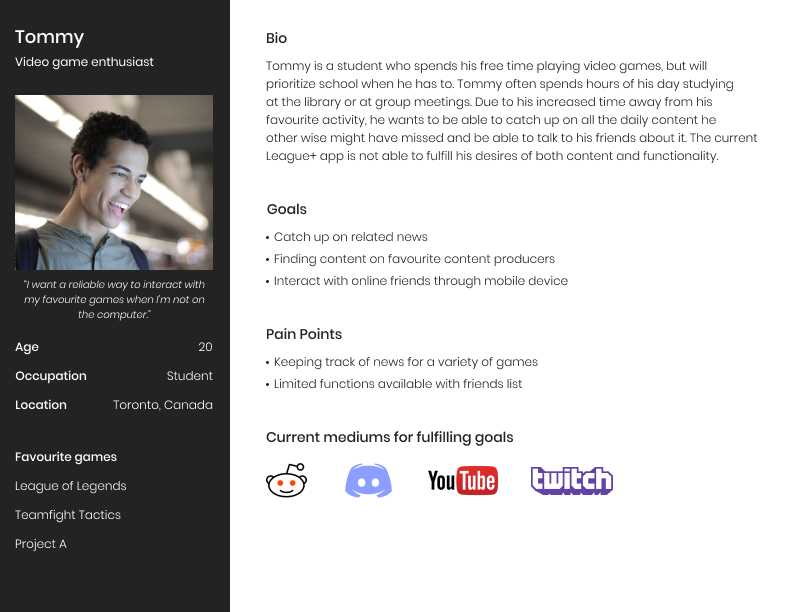 Tommy
Video game enthusiast
"I want a reliable way to interact with
my favourite games when I'm not on
the computer."
Age 20
Occupation Student
Location Toronto, Canada
Favourite games
League of Legends
Teamfight Tactics
Project A
Bio
Tommy is a student who spends his free time playing video games, but will
prioritize school when he has to. Tommy often spends hours of his day studying
at the library or at group meetings. Due to his increased time away from his
favourite activity, he wants to be able to catch up on all the daily content he
other wise might have missed and be able to talk to his friends about it. The current
League+ app is not able to fulfill his desires of both content and functionality.
Goals
• Catch up on related news
• Finding content on favourite content producers
• Interact with online friends through mobile device
Pain Points
• Keeping track of news for a variety of games
• Limited functions available with friends list
Current mediums for fulfilling goals
YouTube twitch